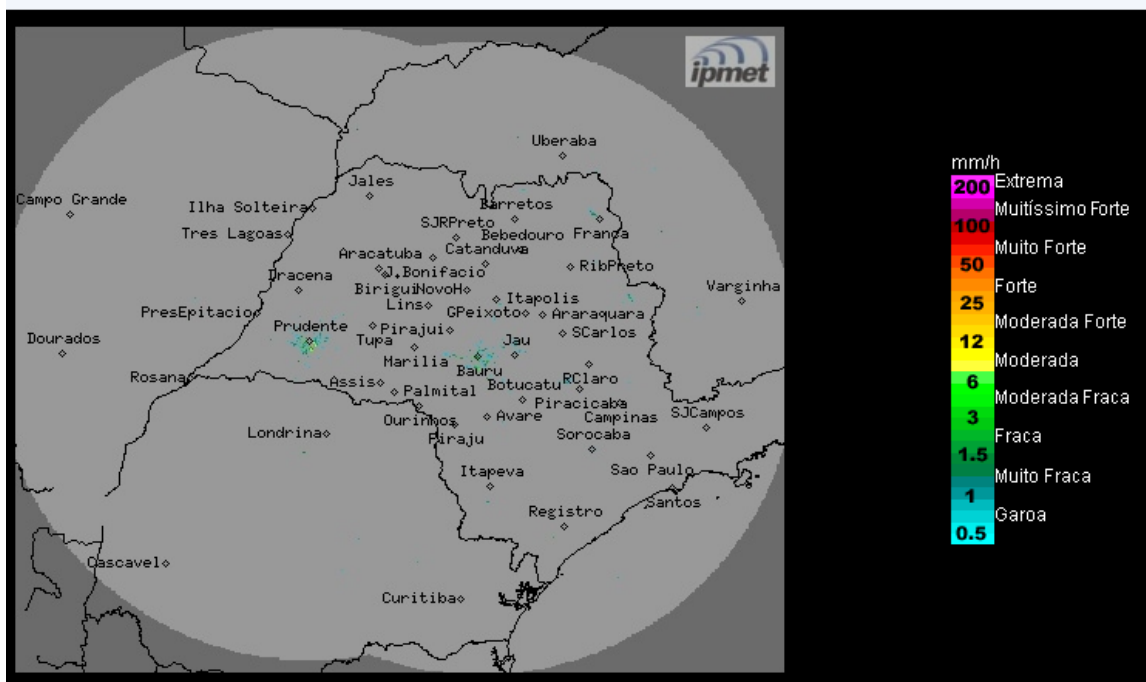 ipmet
Uberaba
Jales
Campo Grande
Ilha Solteira
Barretos
SJRPreto
Franca
Tres Lagoas
Bebedouro
Catanduva
Aracatuba
J.Bonifacio
RibPreto
Dracena
Birigui
NovoH
Varginha
Lins
Itapolis
PresEpitacio
GPeixoto
Araraquara
Prudente
Pirajui
SCarlos
Dourados
Tupa
Jau
Marilia
Bauru
Rosana
Assis
Botucatu
RClaro
Palmital
Piracicaba
Ourinhos
Avare
Campinas
SJCampos
Londrina
Piraju
Sorocaba
Itapeva
Sao Paulo
Santos
Registro
Cascavel
Curitiba
mm/h
200 Extrema
Muitíssimo Forte
100
Muito Forte
50
Forte
25
Moderada Forte
12
Moderada
6
Moderada Fraca
3
Fraca
1.5
Muito Fraca
1
Garoa
0.5